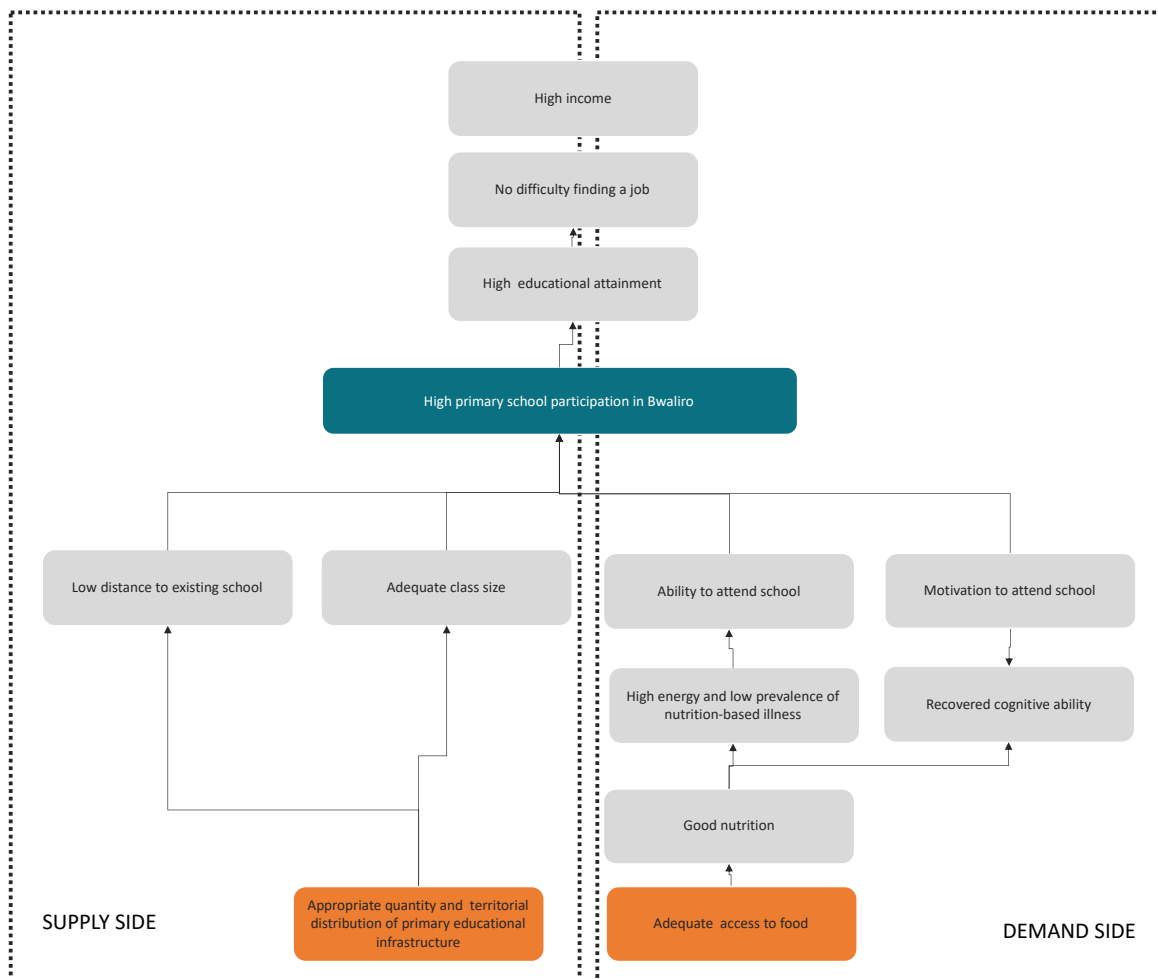 High income
No difficulty finding a job
High educational attainment
High primary school participation in Bwaliro
Low distance to existing school
Adequate class size
Ability to attend school
Motivation to attend school
High energy and low prevalence of
nutrition-based illness
Recovered cognitive ability
Good nutrition
Appropriate quantity and territorial
distribution of primary educational
infrastructure
Adequate access to food
SUPPLY SIDE
DEMAND SIDE